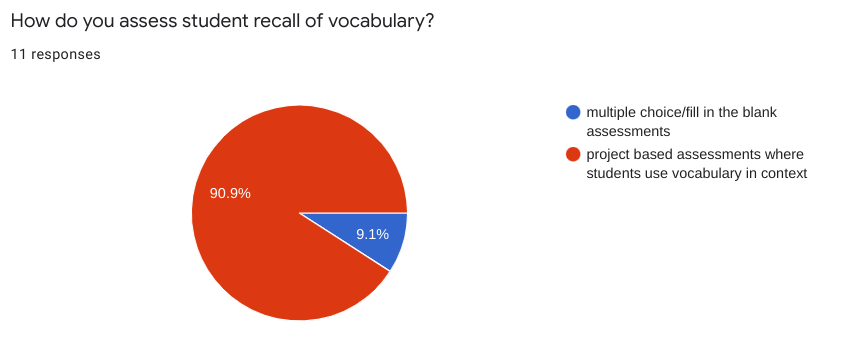 How do you assess student recall of vocabulary?
11 responses
multiple choice/fill in the blank
assessments
project based assessments where
students use vocabulary in context
90.9%
9.1%